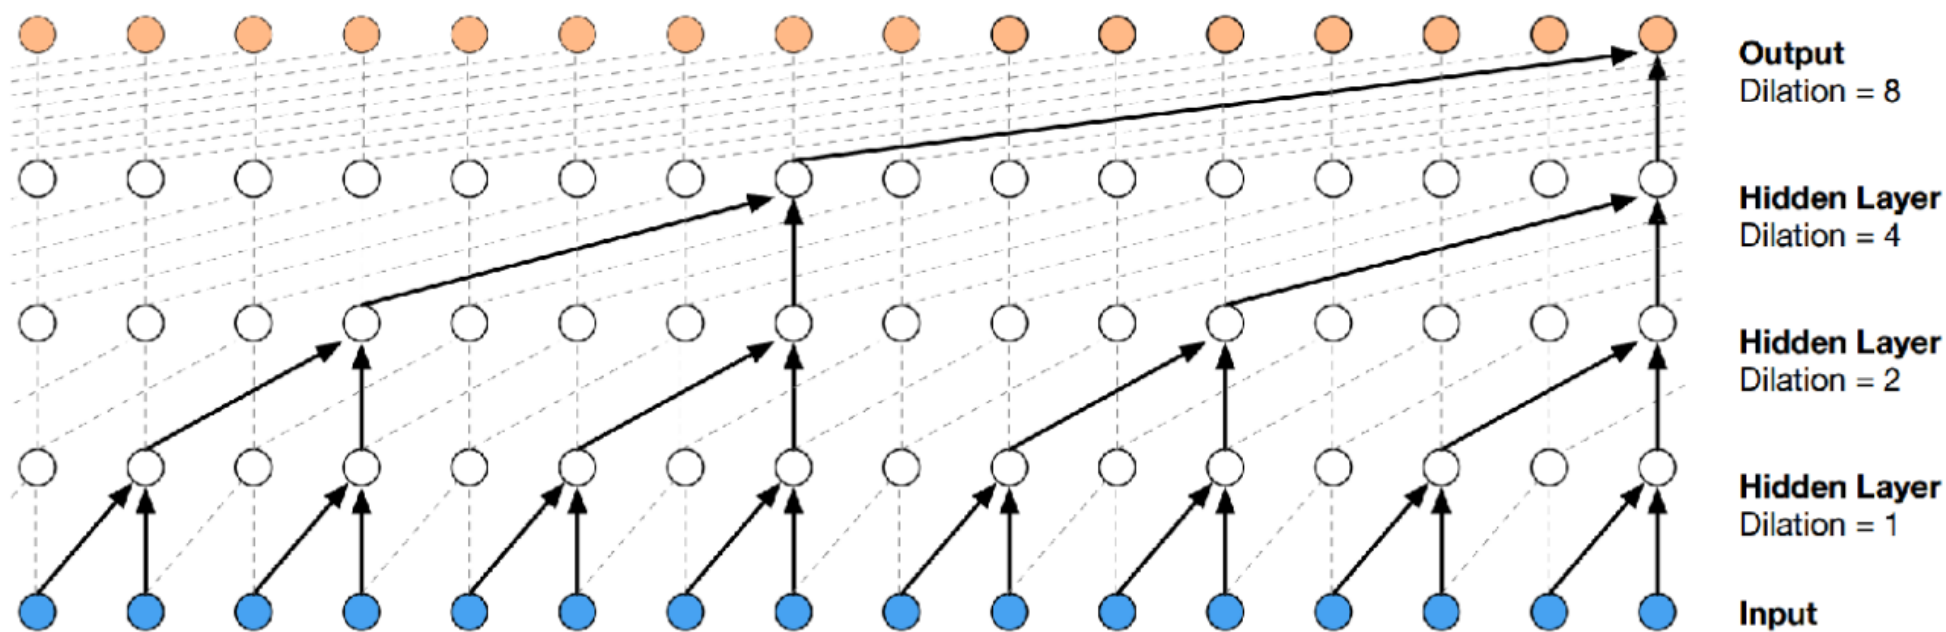 Output
Dilation = 8
Hidden Layer
Dilation = 4
Hidden Layer
Dilation = 2
Hidden Layer
Dilation = 1
Input